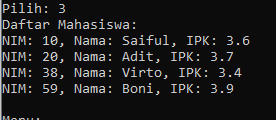 Pilih: 3
Daftar Mahasiswa:
NIM: 10, Nama: Saiful, IPK: 3.6
NIM: 20, Nama: Adit, IPK: 3.7
NIM: 38, Nama: Virto, IPK: 3.4
NIM: 59, Nama: Boni, IPK: 3.9
Menu: